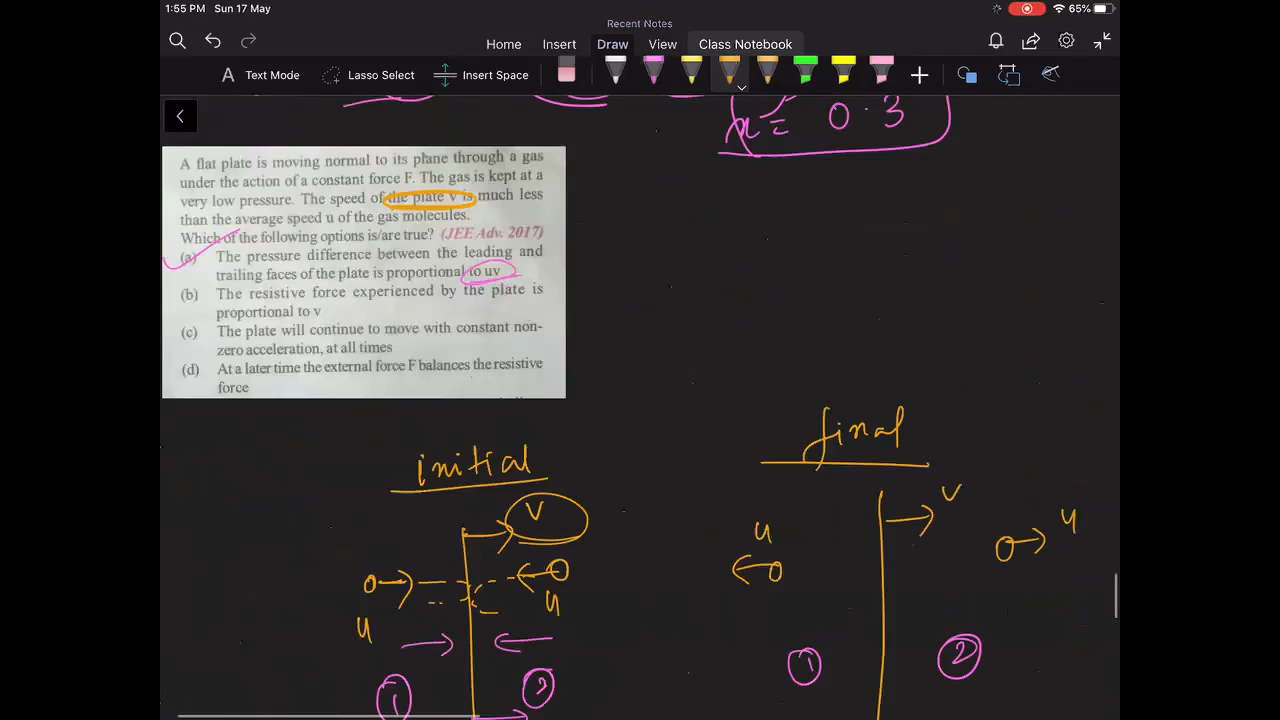 1:55 PM Sun 17 May
65%
Recent Notes
Home Insert Draw View Class Notebook
Text Mode Lasso Select Insert Space
x = 0.3
A flat plate is moving normal to its plane through a gas
under the action of a constant force F. The gas is kept at a
very low pressure. The speed of the plate v is much less
than the average speed u of the gas molecules.
Which of the following options is/are true? (JEE Adv. 2017)
(a) The pressure difference between the leading and
trailing faces of the plate is proportional to uv
(b) The resistive force experienced by the plate is
proportional to v
(c) The plate will continue to move with constant non-
zero acceleration, at all times
(d) At a later time the external force F balances the resistive
force
initial
final
V
v
u
u
u
u
1
2
1
2